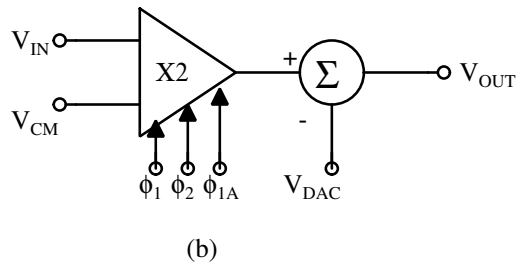 V_IN
X2
+
Σ
V_OUT
V_CM
-
ϕ_1 ϕ_2 ϕ_1A
V_DAC
(b)